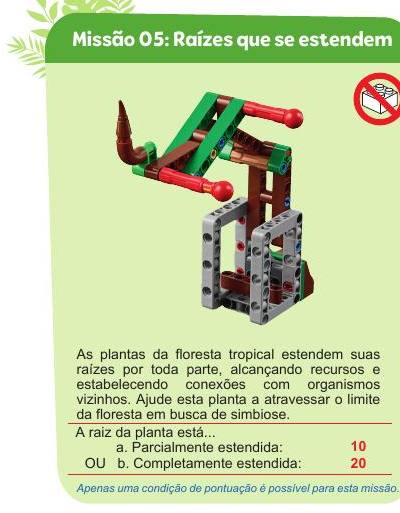 Missão 05: Raízes que se estendem
As plantas da floresta tropical estendem suas
raízes por toda parte, alcançando recursos e
estabelecendo conexões com organismos
vizinhos. Ajude esta planta a atravessar o limite
da floresta em busca de simbiose.
A raiz da planta está...
a. Parcialmente estendida: 10
OU b. Completamente estendida: 20
Apenas uma condição de pontuação é possível para esta missão.